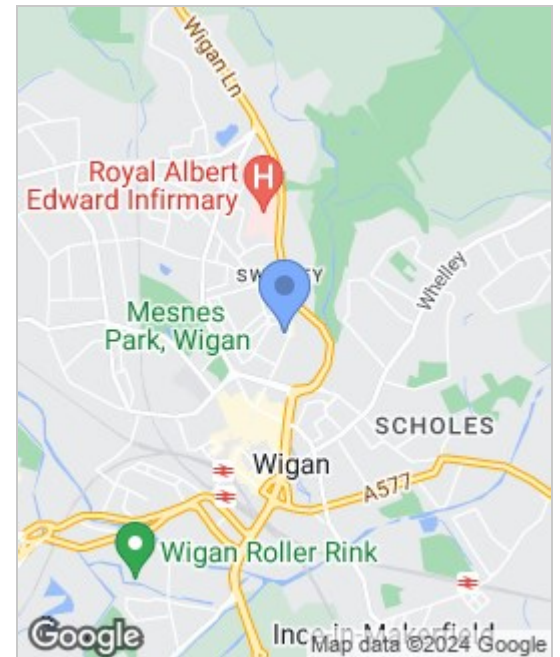 Wigan Ln
Royal Albert
Edward Infirmary
H
Whelley
Mesnes
Park, Wigan
SCHOLES
Wigan
A577
Wigan Roller Rink
Google
Map data ©2024 Google